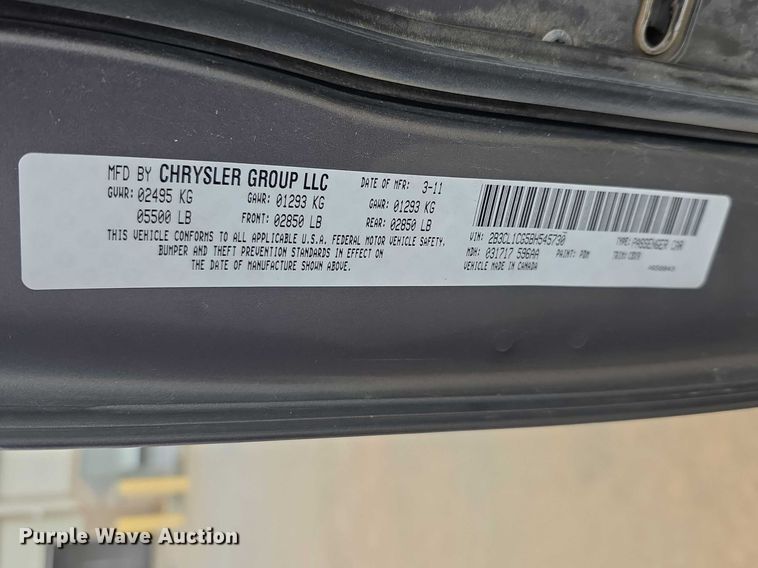 MFD BY CHRYSLER GROUP LLC DATE OF MFR: 3-11
GVWR: 02495 KG GAWR: 01293 KG GAWR: 01293 KG
05500 LB FRONT: 02850 LB REAR: 02850 LB
THIS VEHICLE CONFORMS TO ALL APPLICABLE U.S.A. FEDERAL MOTOR VEHICLE SAFETY,
BUMPER AND THEFT PREVENTION STANDARDS IN EFFECT ON
THE DATE OF MANUFACTURE SHOWN ABOVE.
VIN: 2B3CL1CG5BH545730 TYPE: PASSENGER CAR
MDH: 031717 596AA PAINT: PDM TRIM:
VEHICLE MADE IN CANADA
Purple Wave Auction